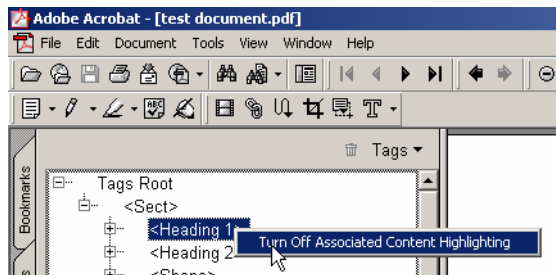 Adobe Acrobat - [test document.pdf]
File Edit Document Tools View Window Help
Tags
Bookmarks
Tags Root
<Sect>
<Heading 1>
Turn Off Associated Content Highlighting
<Heading 2
<Shape>